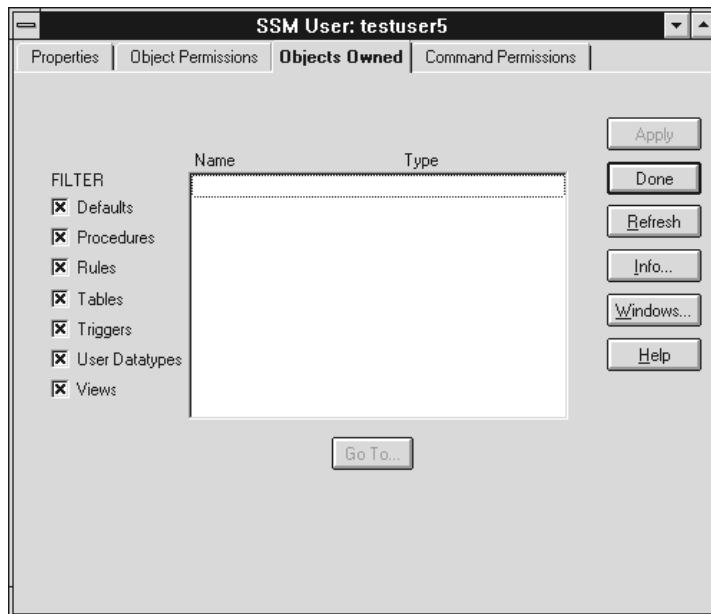 SSM User: testuser5
Properties Object Permissions Objects Owned Command Permissions
Apply
Name Type
FILTER
Done
Defaults
Refresh
Procedures
Rules
Info...
Tables
Windows...
Triggers
User Datatypes
Help
Views
Go To...